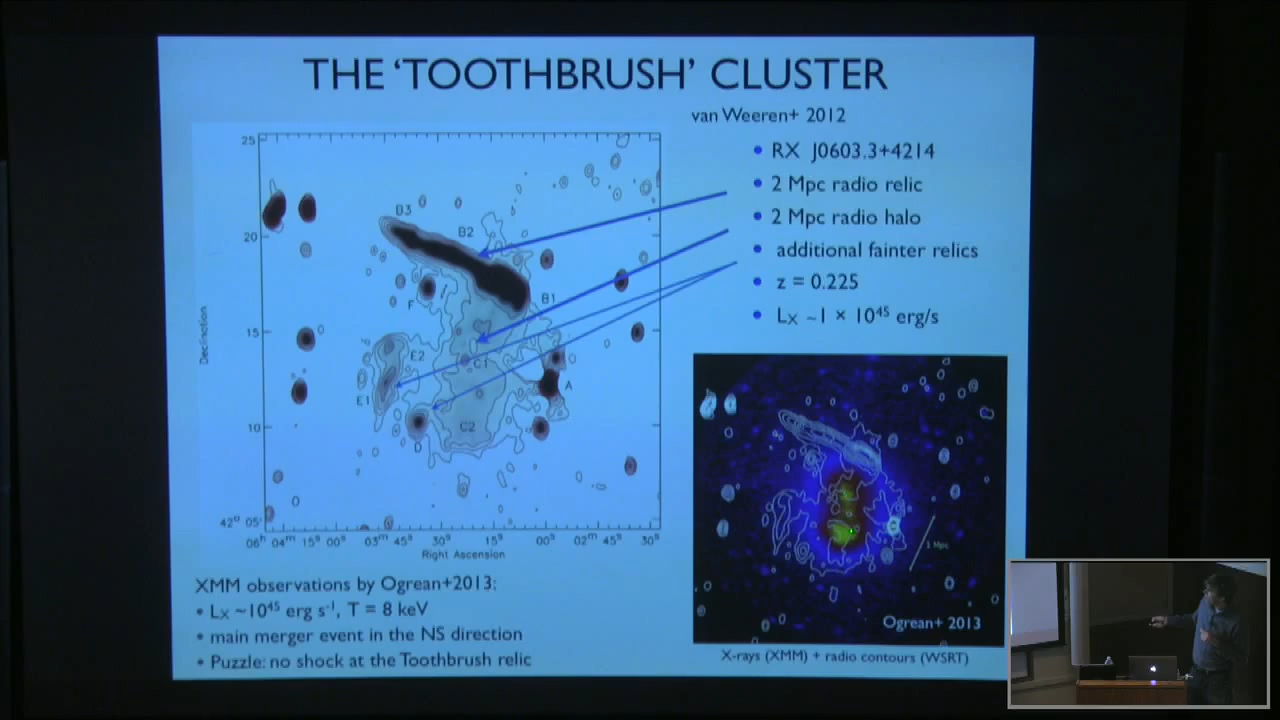 THE ‘TOOTHBRUSH’ CLUSTER
van Weeren+ 2012
• RX J0603.3+4214
• 2 Mpc radio relic
• 2 Mpc radio halo
• additional fainter relics
• z = 0.225
• LX ~1 × 10⁴⁵ erg/s
25
20
15
10
42° 05'
Declination
B3
B2
B1
F
E2
C1
A
E1
C2
D
06h 04m 15s 00s 03m 45s 30s 15s 00s 02m 45s 30s
Right Ascension
XMM observations by Ogrean+2013:
• LX ~10⁴⁵ erg s⁻¹, T = 8 keV
• main merger event in the NS direction
• Puzzle: no shock at the Toothbrush relic
1 Mpc
Ogrean+ 2013
X-rays (XMM) + radio contours (WSRT)